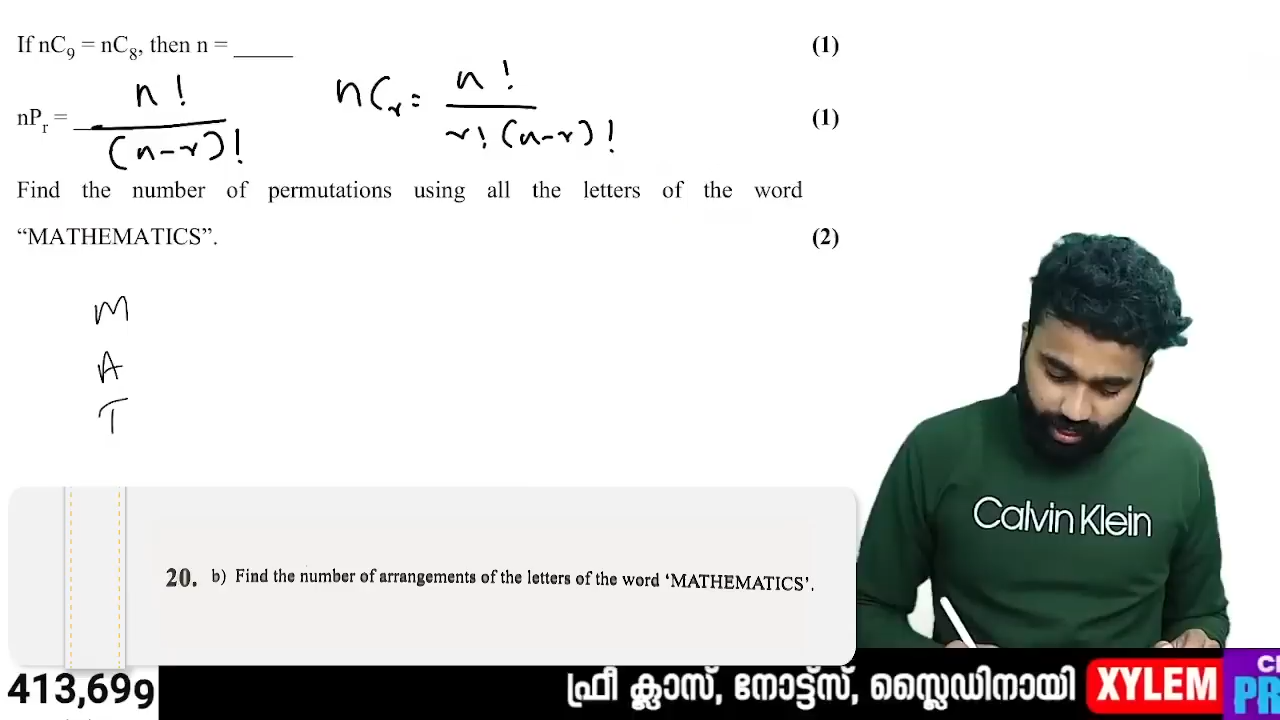 If nC₉ = nC₈, then n = _____ (1)
nPᵣ = n! / (n-r)! nCᵣ = n! / r!(n-r)! (1)
Find the number of permutations using all the letters of the word
“MATHEMATICS”. (2)
M
A
T
20. b) Find the number of arrangements of the letters of the word ‘MATHEMATICS’.
Calvin Klein
413,699
ഫ്രീ ക്ലാസ്, നോട്ട്സ്, സ്ലൈഡിനായി XYLEM